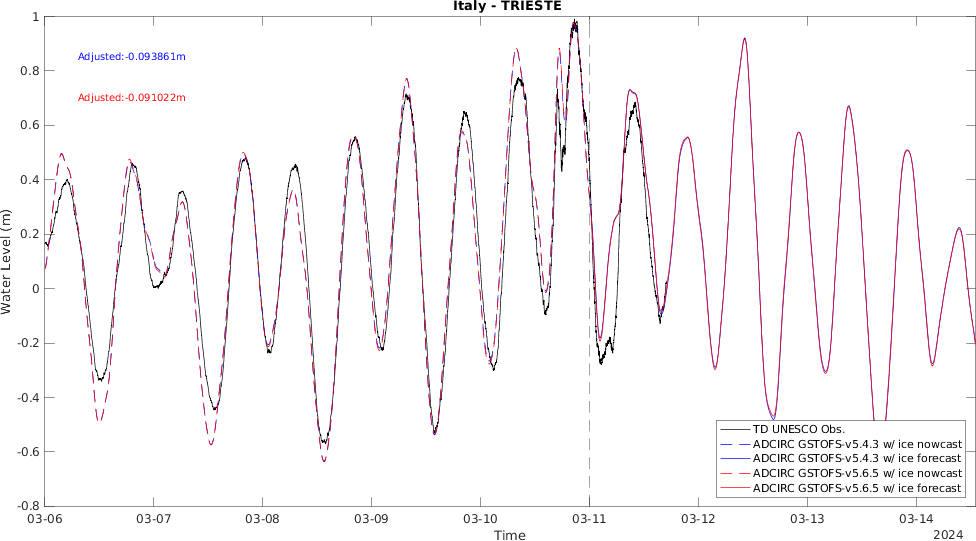 Italy - TRIESTE
Adjusted:-0.093861m
Adjusted:-0.091022m
Water Level (m)
1
0.8
0.6
0.4
0.2
0
-0.2
-0.4
-0.6
-0.8
TD UNESCO Obs.
ADCIRC GSTOFS-v5.4.3 w/ ice nowcast
ADCIRC GSTOFS-v5.4.3 w/ ice forecast
ADCIRC GSTOFS-v5.6.5 w/ ice nowcast
ADCIRC GSTOFS-v5.6.5 w/ ice forecast
03-06 03-07 03-08 03-09 03-10 03-11 03-12 03-13 03-14
Time
2024